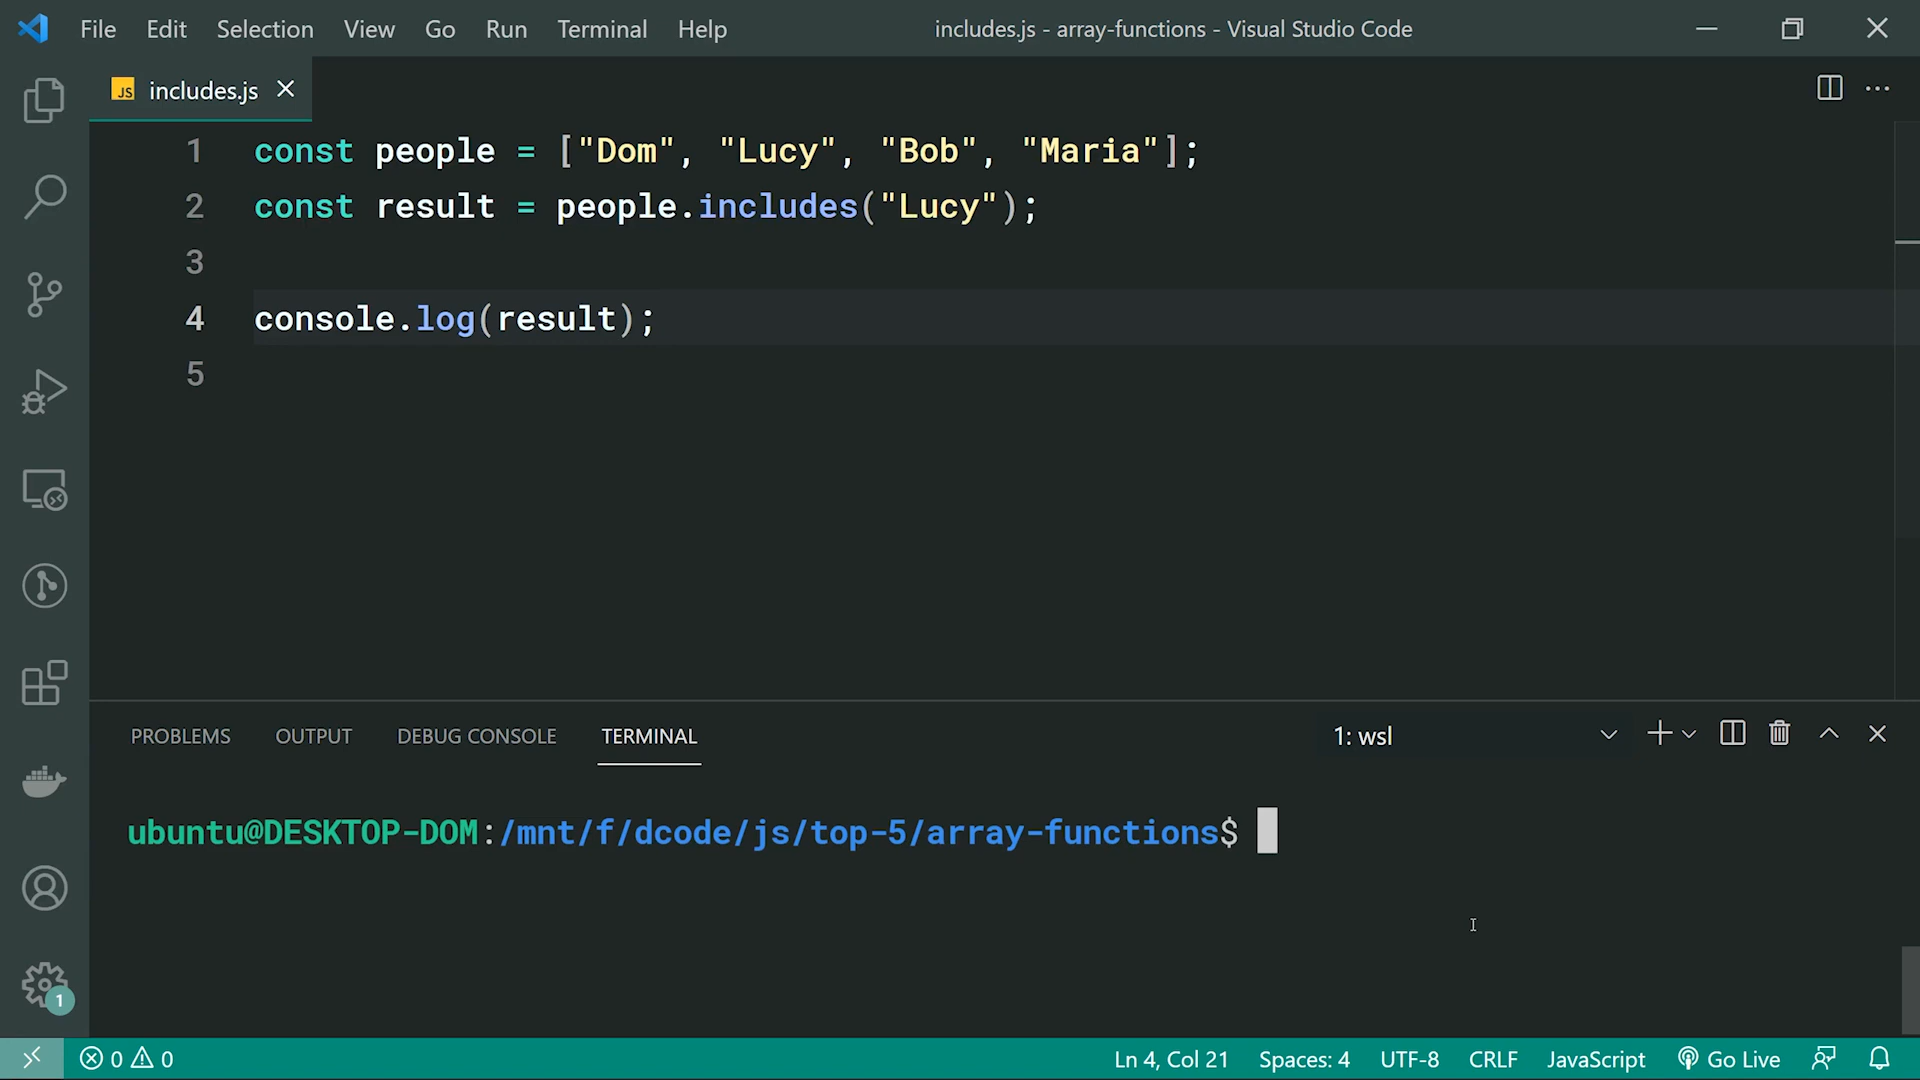 File Edit Selection View Go Run Terminal Help includes.js - array-functions - Visual Studio Code
JS includes.js
1 const people = ["Dom", "Lucy", "Bob", "Maria"];
2 const result = people.includes("Lucy");
3
4 console.log(result);
5
PROBLEMS OUTPUT DEBUG CONSOLE TERMINAL 1: wsl
ubuntu@DESKTOP-DOM:/mnt/f/dcode/js/top-5/array-functions$
1
0 0 Ln 4, Col 21 Spaces: 4 UTF-8 CRLF JavaScript Go Live